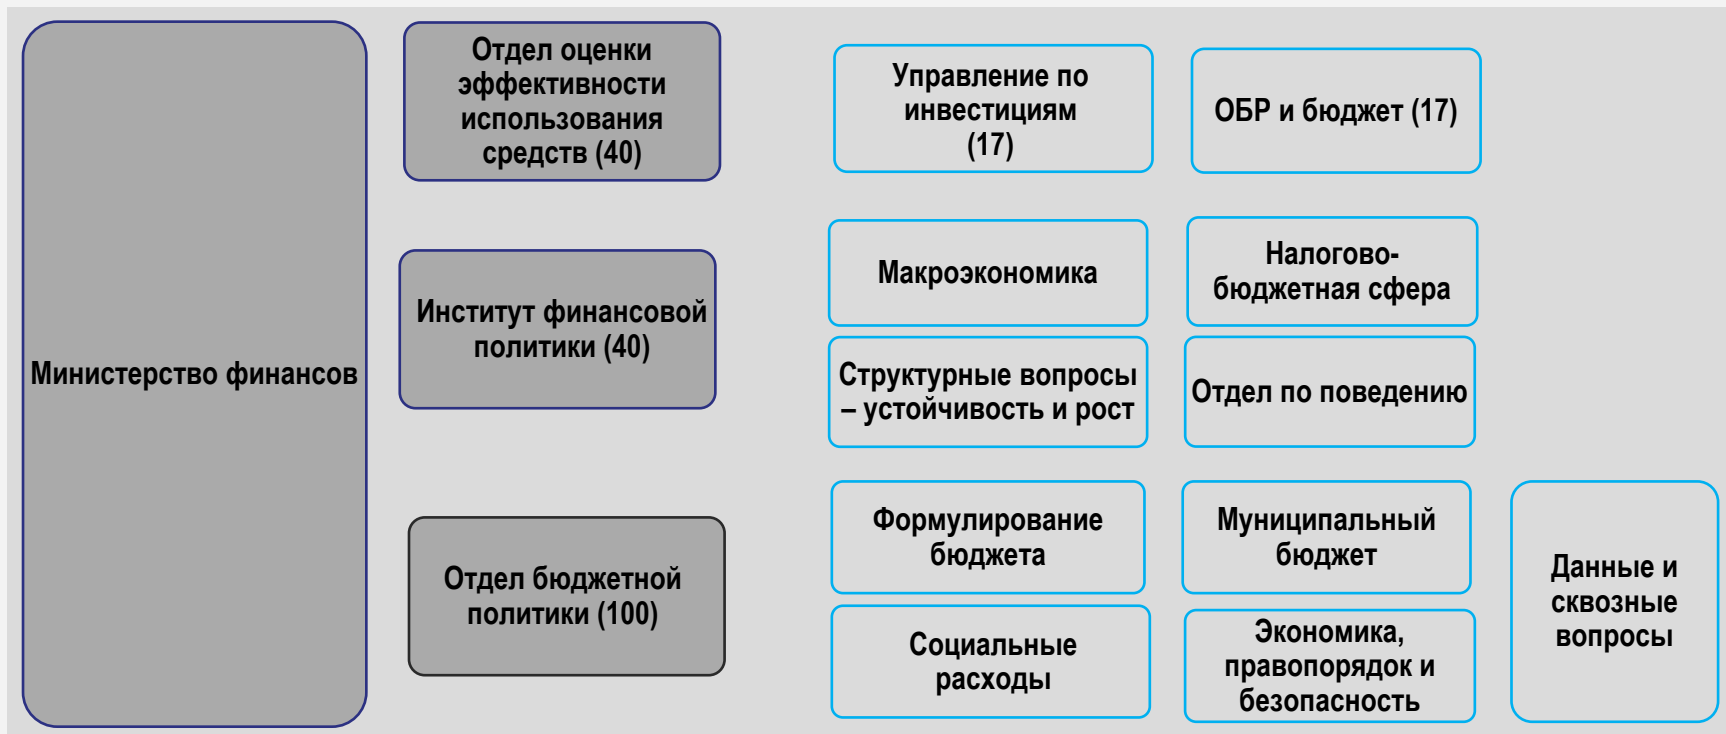 Министерство финансов
Отдел оценки
эффективности
использования
средств (40)
Управление по
инвестициям
(17)
ОБР и бюджет (17)
Институт финансовой
политики (40)
Макроэкономика
Налогово-
бюджетная сфера
Структурные вопросы
– устойчивость и рост
Отдел по поведению
Отдел бюджетной
политики (100)
Формулирование
бюджета
Муниципальный
бюджет
Социальные
расходы
Экономика,
правопорядок и
безопасность
Данные и
сквозные
вопросы